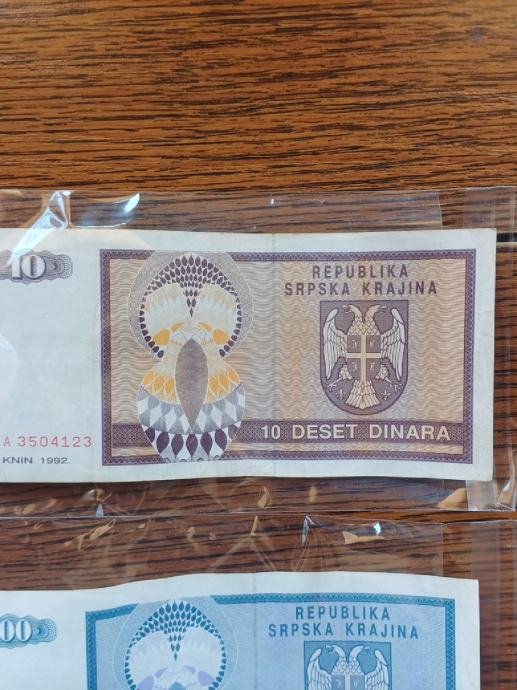 10
REPUBLIKA
SRPSKA KRAJINA
10 DESET DINARA
A 3504123
KNIN 1992.
00
REPUBLIKA
SRPSKA KRAJINA